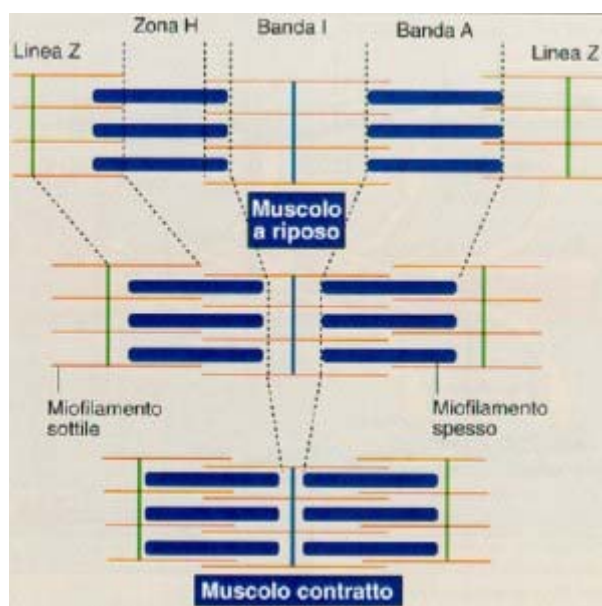 Linea Z
Zona H
Banda I
Banda A
Linea Z
Muscolo
a riposo
Miofilamento
sottile
Miofilamento
spesso
Muscolo contratto